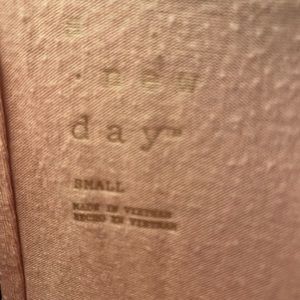 a
new
day™
SMALL
MADE IN VIETNAM
HECHO EN VIETNAM